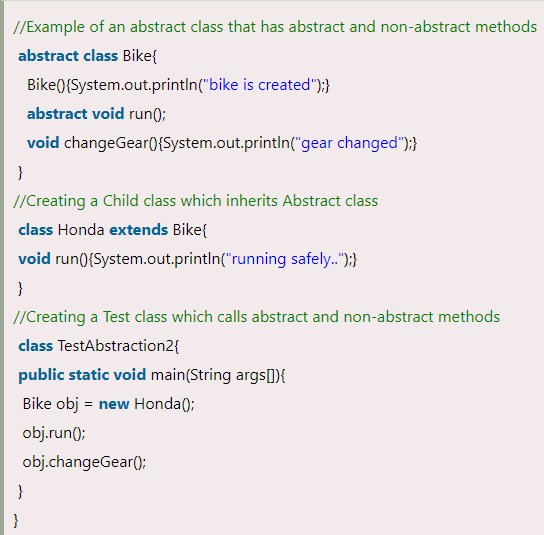 //Example of an abstract class that has abstract and non-abstract methods
abstract class Bike{
Bike(){System.out.println("bike is created");}
abstract void run();
void changeGear(){System.out.println("gear changed");}
}
//Creating a Child class which inherits Abstract class
class Honda extends Bike{
void run(){System.out.println("running safely..");}
}
//Creating a Test class which calls abstract and non-abstract methods
class TestAbstraction2{
public static void main(String args[]){
Bike obj = new Honda();
obj.run();
obj.changeGear();
}
}